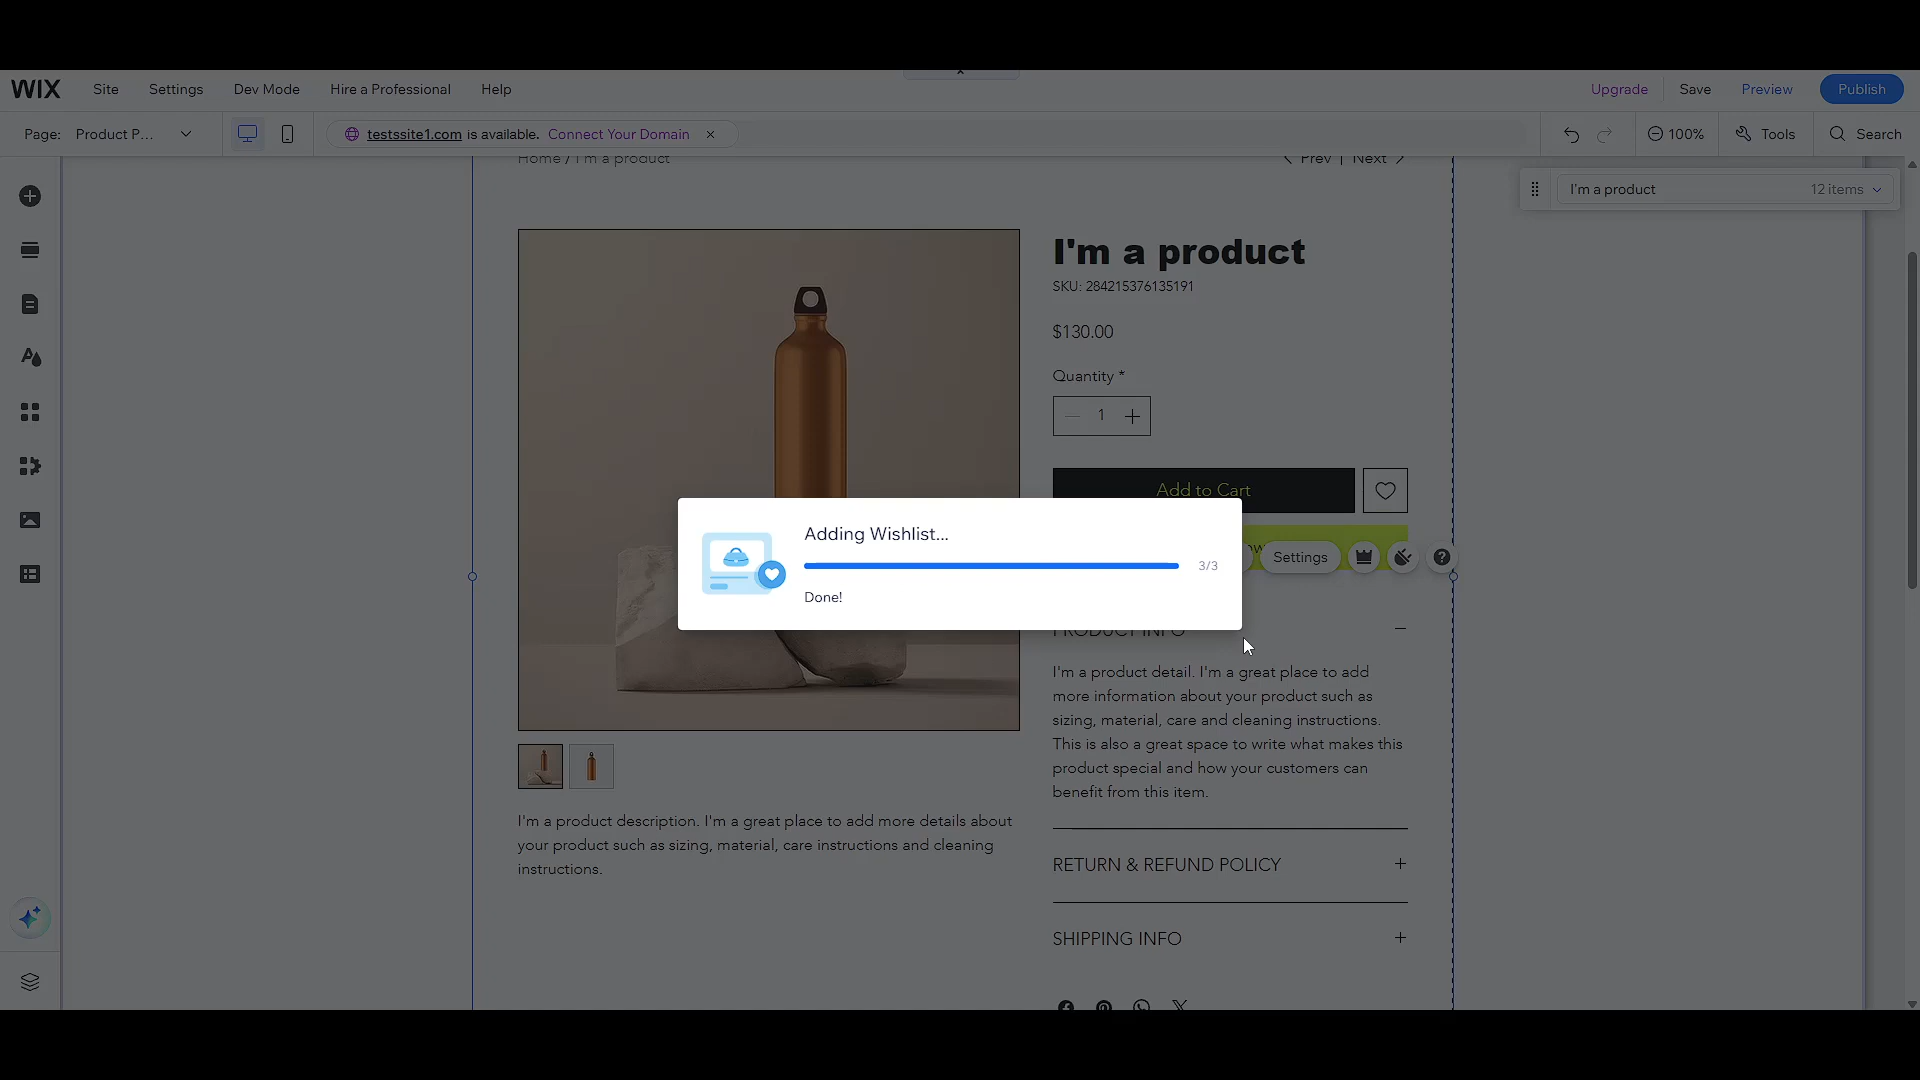 WIX Site Settings Dev Mode Hire a Professional Help Upgrade Save Preview Publish
Page: Product P... testssite1.com is available. Connect Your Domain 100% Tools Search
Home / I'm a product Prev | Next
I'm a product 12 items
I'm a product
SKU: 284215376135191
$130.00
Quantity *
1
Add to Cart
Adding Wishlist...
3/3
Done!
Settings
PRODUCT INFO
I'm a product detail. I'm a great place to add
more information about your product such as
sizing, material, care and cleaning instructions.
This is also a great space to write what makes this
product special and how your customers can
benefit from this item.
I'm a product description. I'm a great place to add more details about
your product such as sizing, material, care instructions and cleaning
instructions.
RETURN & REFUND POLICY
SHIPPING INFO